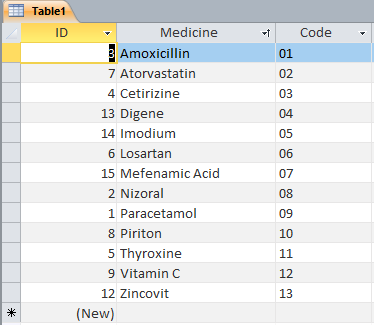 Table1
ID Medicine Code
3 Amoxicillin 01
7 Atorvastatin 02
4 Cetirizine 03
13 Digene 04
14 Imodium 05
6 Losartan 06
15 Mefenamic Acid 07
2 Nizoral 08
1 Paracetamol 09
8 Piriton 10
5 Thyroxine 11
9 Vitamin C 12
12 Zincovit 13
(New)